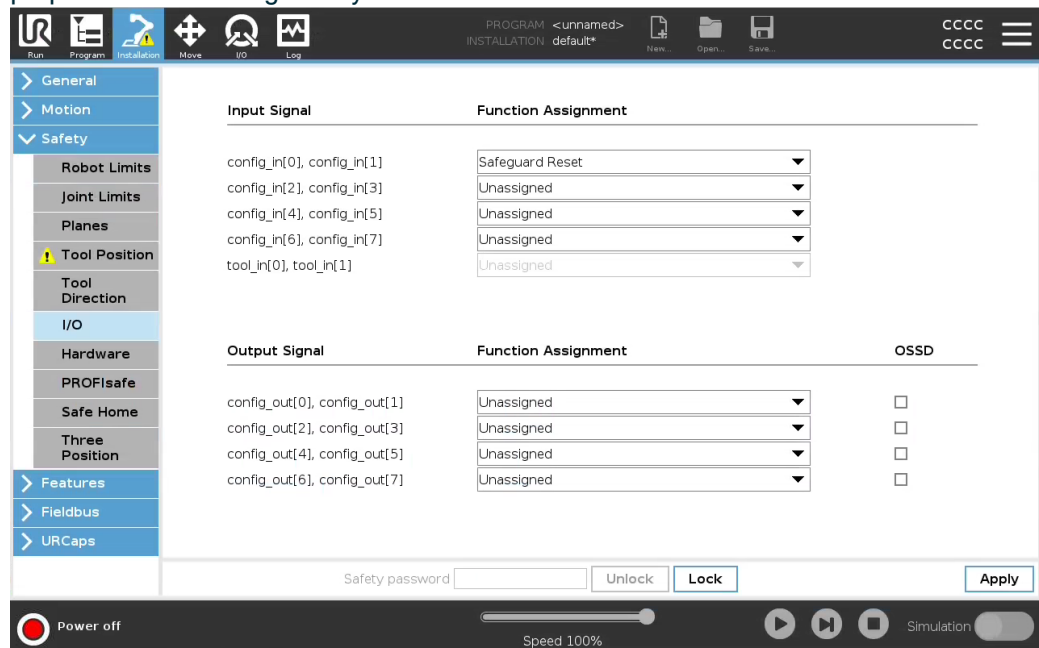 PROGRAM <unnamed>
INSTALLATION default*
New... Open... Save...
CCCC
CCCC
Run Program Installation Move I/O Log
General
Motion
Safety
Robot Limits
Joint Limits
Planes
Tool Position
Tool
Direction
I/O
Hardware
PROFIsafe
Safe Home
Three
Position
Features
Fieldbus
URCaps
Input Signal Function Assignment
config_in[0], config_in[1] Safeguard Reset
config_in[2], config_in[3] Unassigned
config_in[4], config_in[5] Unassigned
config_in[6], config_in[7] Unassigned
tool_in[0], tool_in[1] Unassigned
Output Signal Function Assignment OSSD
config_out[0], config_out[1] Unassigned
config_out[2], config_out[3] Unassigned
config_out[4], config_out[5] Unassigned
config_out[6], config_out[7] Unassigned
Safety password Unlock Lock Apply
Power off
Speed 100%
Simulation